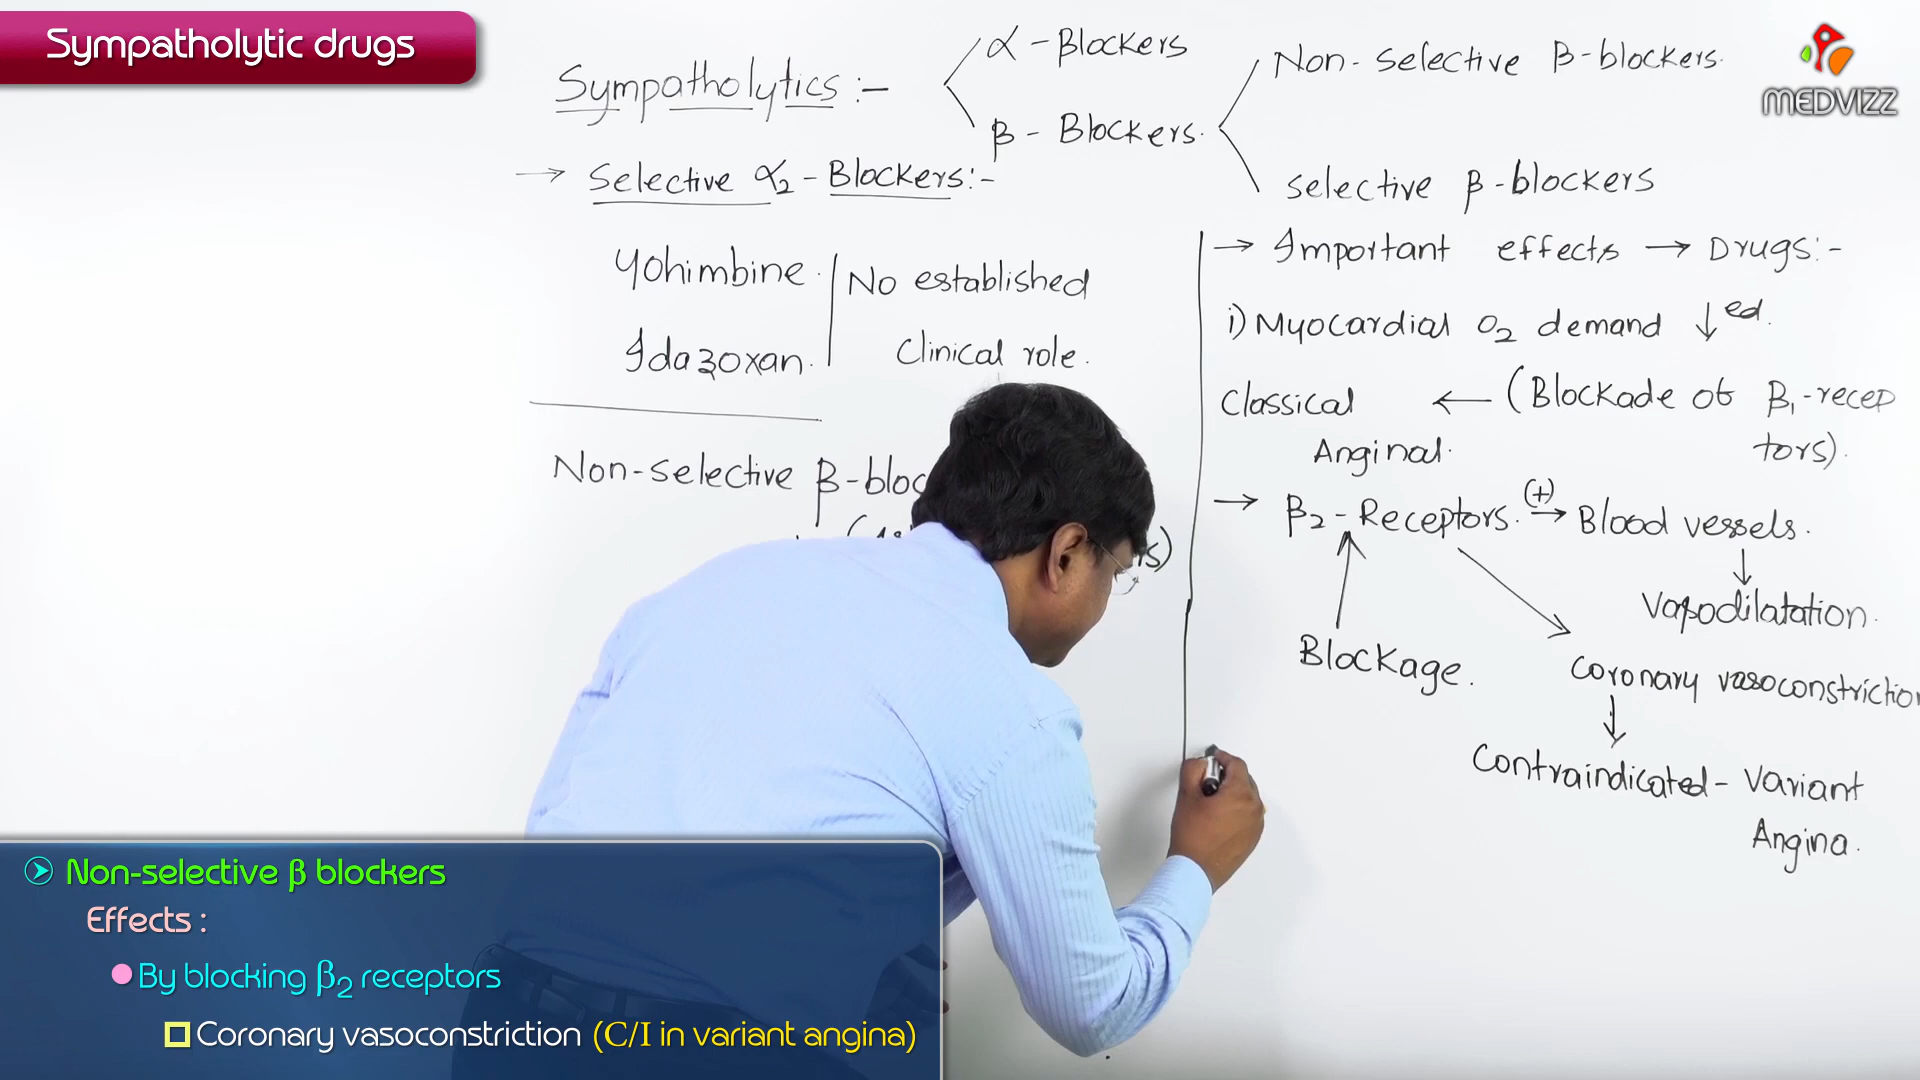 Sympatholytic drugs
MEDVIZZ
Sympatholytics :-
α - Blockers
β - Blockers.
Non - selective β-blockers.
selective β-blockers
→ Selective α2 - Blockers:-
Yohimbine.
Idazoxan.
No established
Clinical role.
Non-selective β-bloc
→ Important effects → Drugs:-
i) Myocardial O2 demand ↓ed.
Classical ← (Blockade of β1-recep
Anginal. tors).
→ β2 - Receptors. (+) → Blood vessels.
↓
Vasodilatation.
Blockage.
Coronary vasoconstriction
↓
Contraindicated - Variant
Angina.
Non-selective β blockers
Effects :
By blocking β2 receptors
Coronary vasoconstriction (C/I in variant angina)